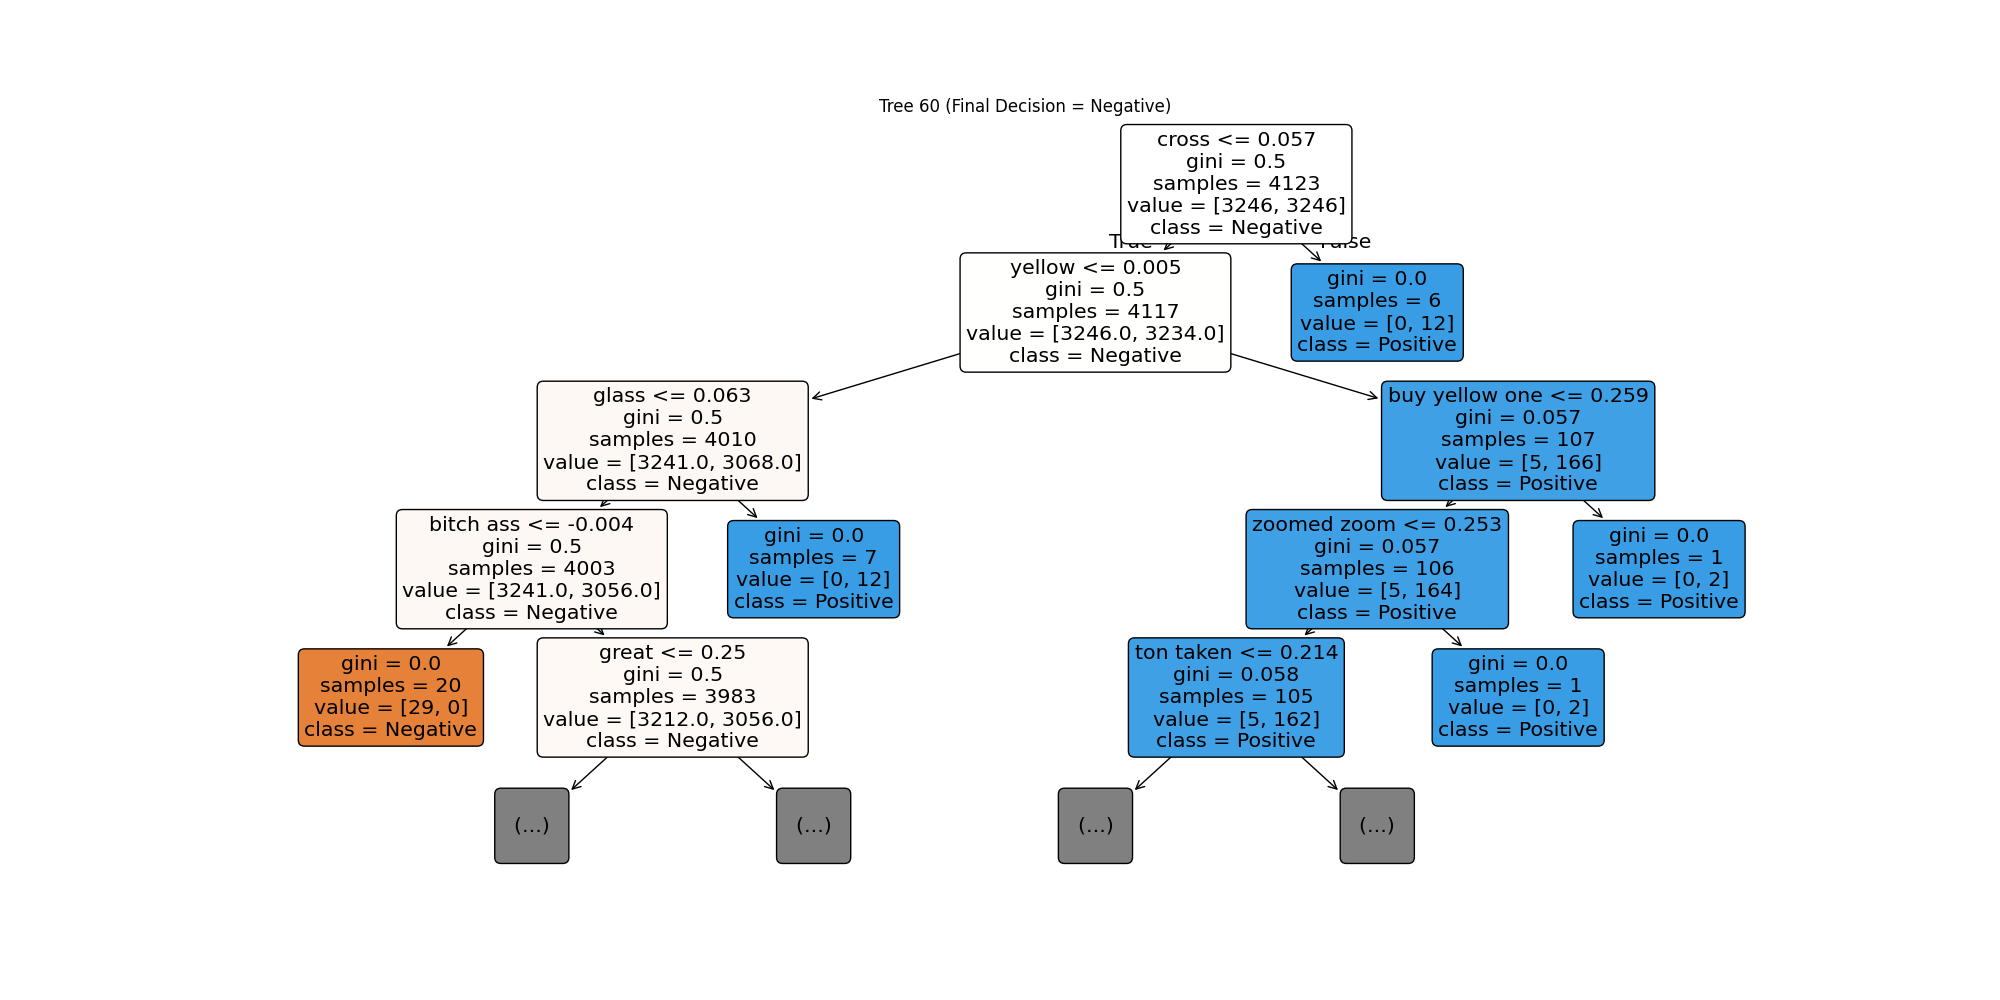 Tree 60 (Final Decision = Negative)
cross <= 0.057
gini = 0.5
samples = 4123
value = [3246, 3246]
class = Negative
True
False
yellow <= 0.005
gini = 0.5
samples = 4117
value = [3246.0, 3234.0]
class = Negative
gini = 0.0
samples = 6
value = [0, 12]
class = Positive
glass <= 0.063
gini = 0.5
samples = 4010
value = [3241.0, 3068.0]
class = Negative
buy yellow one <= 0.259
gini = 0.057
samples = 107
value = [5, 166]
class = Positive
bitch ass <= -0.004
gini = 0.5
samples = 4003
value = [3241.0, 3056.0]
class = Negative
gini = 0.0
samples = 7
value = [0, 12]
class = Positive
zoomed zoom <= 0.253
gini = 0.057
samples = 106
value = [5, 164]
class = Positive
gini = 0.0
samples = 1
value = [0, 2]
class = Positive
gini = 0.0
samples = 20
value = [29, 0]
class = Negative
great <= 0.25
gini = 0.5
samples = 3983
value = [3212.0, 3056.0]
class = Negative
ton taken <= 0.214
gini = 0.058
samples = 105
value = [5, 162]
class = Positive
gini = 0.0
samples = 1
value = [0, 2]
class = Positive
(...)
(...)
(...)
(...)